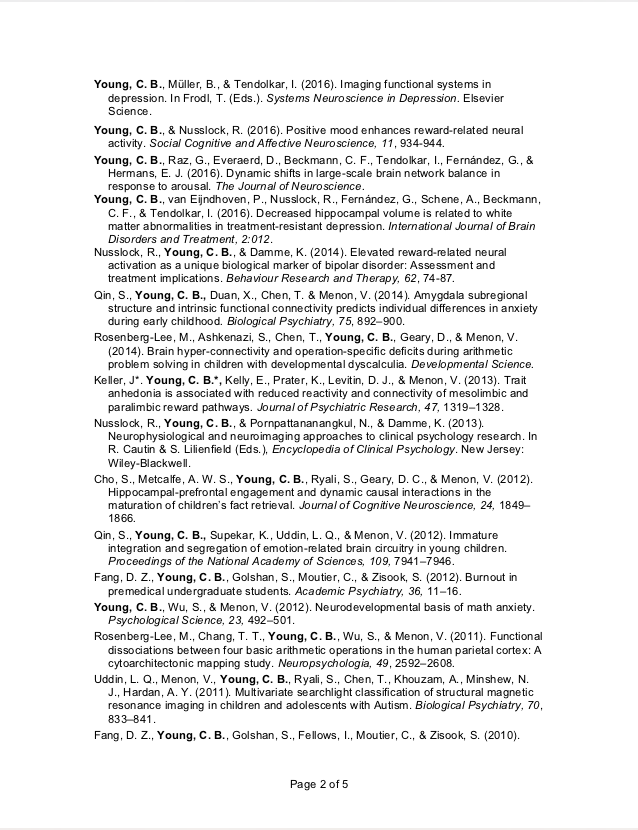 Young, C. B., Müller, B., & Tendolkar, I. (2016). Imaging functional systems in
depression. In Frodl, T. (Eds.). Systems Neuroscience in Depression. Elsevier
Science.
Young, C. B., & Nusslock, R. (2016). Positive mood enhances reward-related neural
activity. Social Cognitive and Affective Neuroscience, 11, 934-944.
Young, C. B., Raz, G., Everaerd, D., Beckmann, C. F., Tendolkar, I., Fernández, G., &
Hermans, E. J. (2016). Dynamic shifts in large-scale brain network balance in
response to arousal. The Journal of Neuroscience.
Young, C. B., van Eijndhoven, P., Nusslock, R., Fernández, G., Schene, A., Beckmann,
C. F., & Tendolkar, I. (2016). Decreased hippocampal volume is related to white
matter abnormalities in treatment-resistant depression. International Journal of Brain
Disorders and Treatment, 2:012.
Nusslock, R., Young, C. B., & Damme, K. (2014). Elevated reward-related neural
activation as a unique biological marker of bipolar disorder: Assessment and
treatment implications. Behaviour Research and Therapy, 62, 74-87.
Qin, S., Young, C. B., Duan, X., Chen, T. & Menon, V. (2014). Amygdala subregional
structure and intrinsic functional connectivity predicts individual differences in anxiety
during early childhood. Biological Psychiatry, 75, 892–900.
Rosenberg-Lee, M., Ashkenazi, S., Chen, T., Young, C. B., Geary, D., & Menon, V.
(2014). Brain hyper-connectivity and operation-specific deficits during arithmetic
problem solving in children with developmental dyscalculia. Developmental Science.
Keller, J*. Young, C. B.*, Kelly, E., Prater, K., Levitin, D. J., & Menon, V. (2013). Trait
anhedonia is associated with reduced reactivity and connectivity of mesolimbic and
paralimbic reward pathways. Journal of Psychiatric Research, 47, 1319–1328.
Nusslock, R., Young, C. B., & Pornpattananangkul, N., & Damme, K. (2013).
Neurophysiological and neuroimaging approaches to clinical psychology research. In
R. Cautin & S. Lilienfield (Eds.), Encyclopedia of Clinical Psychology. New Jersey:
Wiley-Blackwell.
Cho, S., Metcalfe, A. W. S., Young, C. B., Ryali, S., Geary, D. C., & Menon, V. (2012).
Hippocampal-prefrontal engagement and dynamic causal interactions in the
maturation of children's fact retrieval. Journal of Cognitive Neuroscience, 24, 1849–
1866.
Qin, S., Young, C. B., Supekar, K., Uddin, L. Q., & Menon, V. (2012). Immature
integration and segregation of emotion-related brain circuitry in young children.
Proceedings of the National Academy of Sciences, 109, 7941–7946.
Fang, D. Z., Young, C. B., Golshan, S., Moutier, C., & Zisook, S. (2012). Burnout in
premedical undergraduate students. Academic Psychiatry, 36, 11–16.
Young, C. B., Wu, S., & Menon, V. (2012). Neurodevelopmental basis of math anxiety.
Psychological Science, 23, 492–501.
Rosenberg-Lee, M., Chang, T. T., Young, C. B., Wu, S., & Menon, V. (2011). Functional
dissociations between four basic arithmetic operations in the human parietal cortex: A
cytoarchitectonic mapping study. Neuropsychologia, 49, 2592–2608.
Uddin, L. Q., Menon, V., Young, C. B., Ryali, S., Chen, T., Khouzam, A., Minshew, N.
J., Hardan, A. Y. (2011). Multivariate searchlight classification of structural magnetic
resonance imaging in children and adolescents with Autism. Biological Psychiatry, 70,
833–841.
Fang, D. Z., Young, C. B., Golshan, S., Fellows, I., Moutier, C., & Zisook, S. (2010).
Page 2 of 5